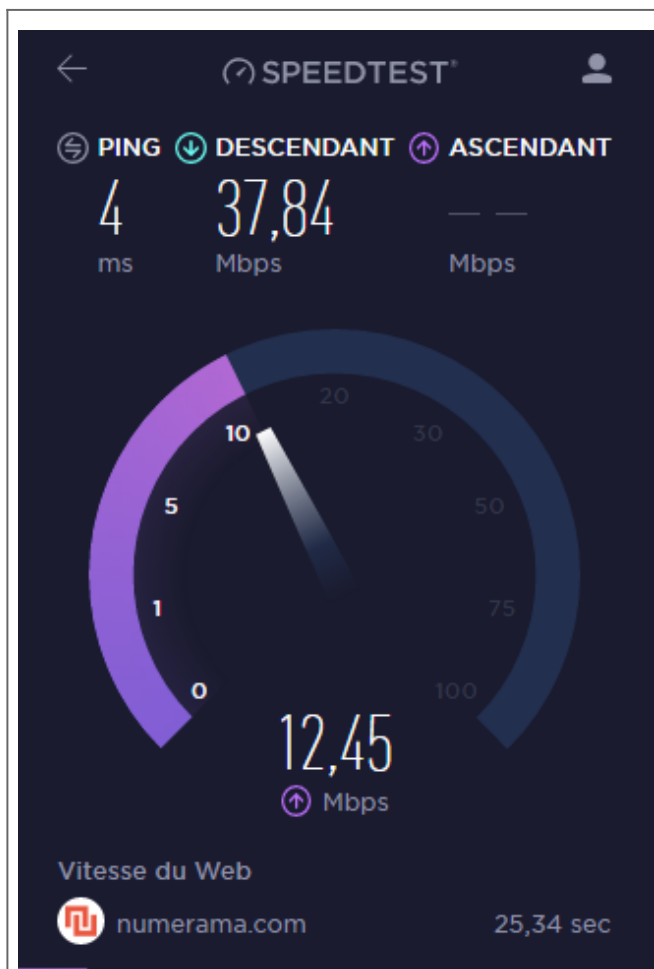 SPEEDTEST®
PING DESCENDANT ASCENDANT
4 37,84 — —
ms Mbps Mbps
20
10 30
5 50
1 75
0 100
12,45
Mbps
Vitesse du Web
numerama.com 25,34 sec